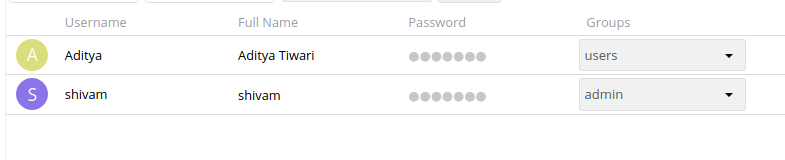 Username Full Name Password Groups
A Aditya Aditya Tiwari ●●●●●●● users
S shivam shivam ●●●●●●● admin